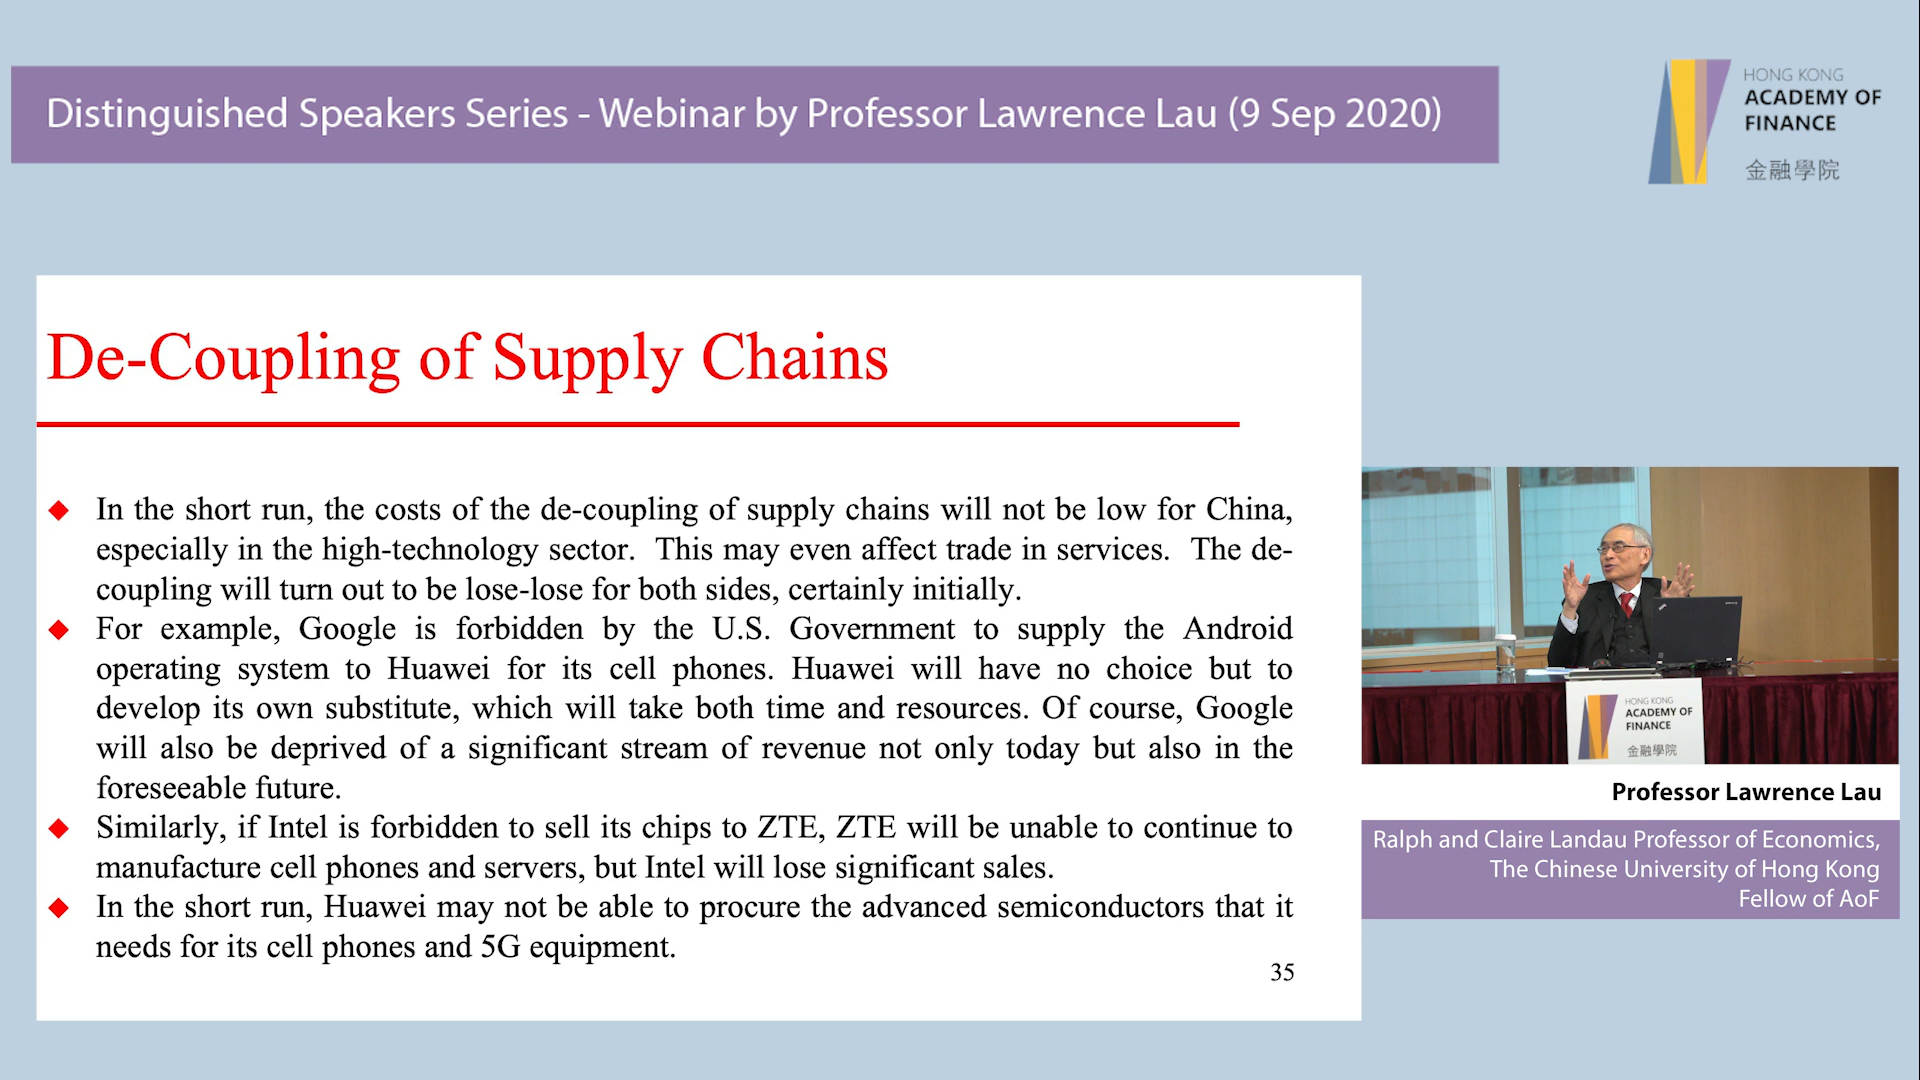 Distinguished Speakers Series - Webinar by Professor Lawrence Lau (9 Sep 2020)
HONG KONG
ACADEMY OF
FINANCE
金融學院
De-Coupling of Supply Chains
In the short run, the costs of the de-coupling of supply chains will not be low for China,
especially in the high-technology sector.  This may even affect trade in services.  The de-
coupling will turn out to be lose-lose for both sides, certainly initially.
For example, Google is forbidden by the U.S. Government to supply the Android
operating system to Huawei for its cell phones. Huawei will have no choice but to
develop its own substitute, which will take both time and resources. Of course, Google
will also be deprived of a significant stream of revenue not only today but also in the
foreseeable future.
Similarly, if Intel is forbidden to sell its chips to ZTE, ZTE will be unable to continue to
manufacture cell phones and servers, but Intel will lose significant sales.
In the short run, Huawei may not be able to procure the advanced semiconductors that it
needs for its cell phones and 5G equipment.
35
HONG KONG
ACADEMY OF
FINANCE
金融學院
Professor Lawrence Lau
Ralph and Claire Landau Professor of Economics,
The Chinese University of Hong Kong
Fellow of AoF